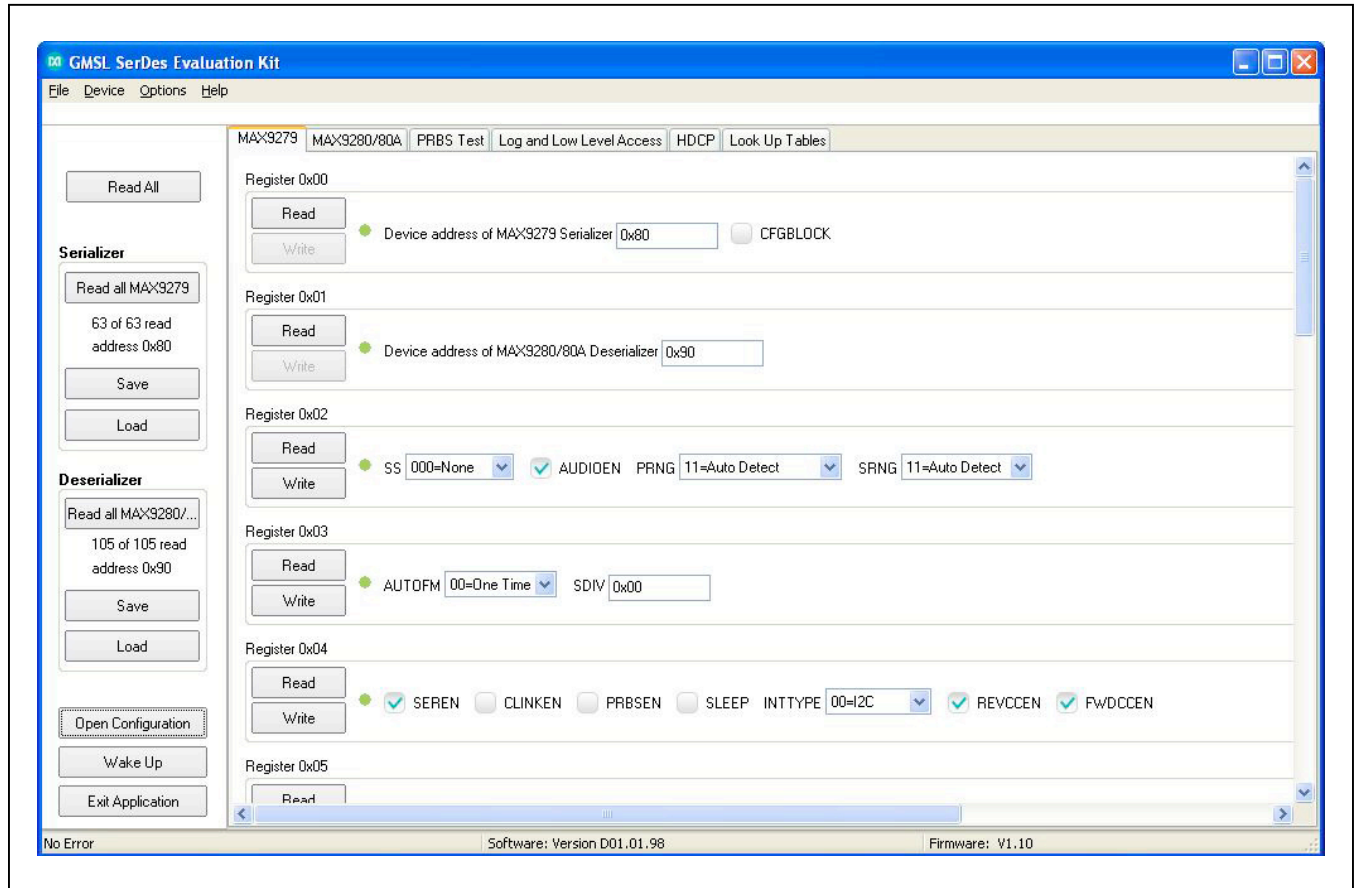 GMSL SerDes Evaluation Kit
File Device Options Help
MAX9279 MAX9280/80A PRBS Test Log and Low Level Access HDCP Look Up Tables
Read All
Serializer
Read all MAX9279
63 of 63 read
address 0x80
Save
Load
Deserializer
Read all MAX9280/...
105 of 105 read
address 0x90
Save
Load
Open Configuration
Wake Up
Exit Application
Register 0x00
Read
Write
Device address of MAX9279 Serializer 0x80 CFGBLOCK
Register 0x01
Read
Write
Device address of MAX9280/80A Deserializer 0x90
Register 0x02
Read
Write
SS 000=None AUDIOEN PRNG 11=Auto Detect SRNG 11=Auto Detect
Register 0x03
Read
Write
AUTOFM 00=One Time SDIV 0x00
Register 0x04
Read
Write
SEREN CLINKEN PRBSEN SLEEP INTTYPE 00=I2C REVCCEN FWDCCEN
Register 0x05
Read
No Error Software: Version D01.01.98 Firmware: V1.10